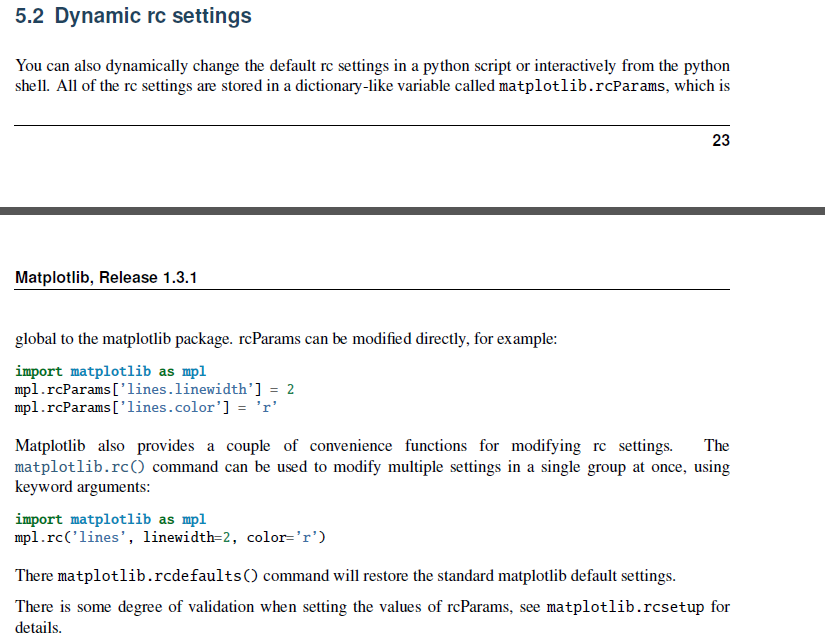 5.2 Dynamic rc settings
You can also dynamically change the default rc settings in a python script or interactively from the python
shell. All of the rc settings are stored in a dictionary-like variable called matplotlib.rcParams, which is
23
Matplotlib, Release 1.3.1
global to the matplotlib package. rcParams can be modified directly, for example:
import matplotlib as mpl
mpl.rcParams['lines.linewidth'] = 2
mpl.rcParams['lines.color'] = 'r'
Matplotlib also provides a couple of convenience functions for modifying rc settings. The
matplotlib.rc() command can be used to modify multiple settings in a single group at once, using
keyword arguments:
import matplotlib as mpl
mpl.rc('lines', linewidth=2, color='r')
There matplotlib.rcdefaults() command will restore the standard matplotlib default settings.
There is some degree of validation when setting the values of rcParams, see matplotlib.rcsetup for
details.